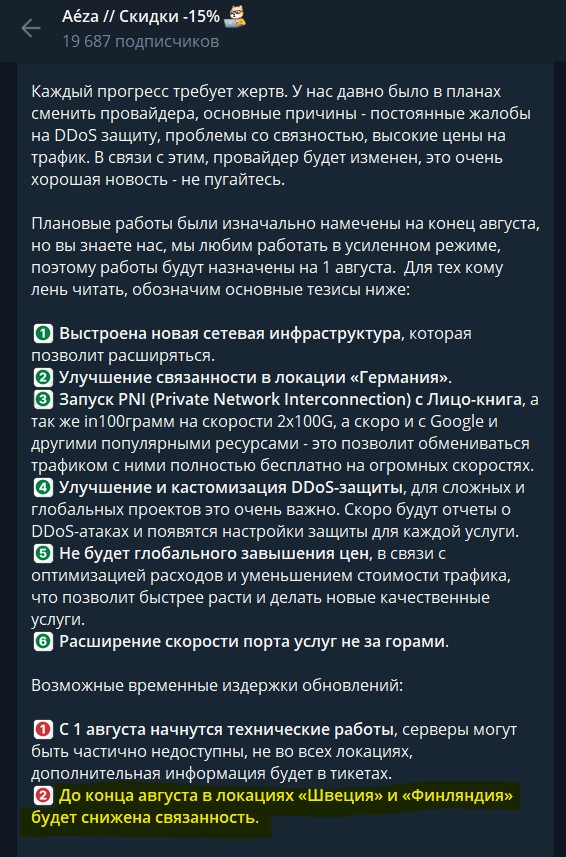 Aéza // Скидки -15%
19 687 подписчиков
Каждый прогресс требует жертв. У нас давно было в планах
сменить провайдера, основные причины - постоянные жалобы
на DDoS защиту, проблемы со связностью, высокие цены на
трафик. В связи с этим, провайдер будет изменен, это очень
хорошая новость - не пугайтесь.
Плановые работы были изначально намечены на конец августа,
но вы знаете нас, мы любим работать в усиленном режиме,
поэтому работы будут назначены на 1 августа. Для тех кому
лень читать, обозначим основные тезисы ниже:
1 Выстроена новая сетевая инфраструктура, которая
позволит расширяться.
2 Улучшение связанности в локации «Германия».
3 Запуск PNI (Private Network Interconnection) с Лицо-книга, а
так же in100грамм на скорости 2x100G, а скоро и с Google и
другими популярными ресурсами - это позволит обмениваться
трафиком с ними полностью бесплатно на огромных скоростях.
4 Улучшение и кастомизация DDoS-защиты, для сложных и
глобальных проектов это очень важно. Скоро будут отчеты о
DDoS-атаках и появятся настройки защиты для каждой услуги.
5 Не будет глобального завышения цен, в связи с
оптимизацией расходов и уменьшением стоимости трафика,
что позволит быстрее расти и делать новые качественные
услуги.
6 Расширение скорости порта услуг не за горами.
Возможные временные издержки обновлений:
1 С 1 августа начнутся технические работы, серверы могут
быть частично недоступны, не во всех локациях,
дополнительная информация будет в тикетах.
2 До конца августа в локациях «Швеция» и «Финляндия»
будет снижена связанность.